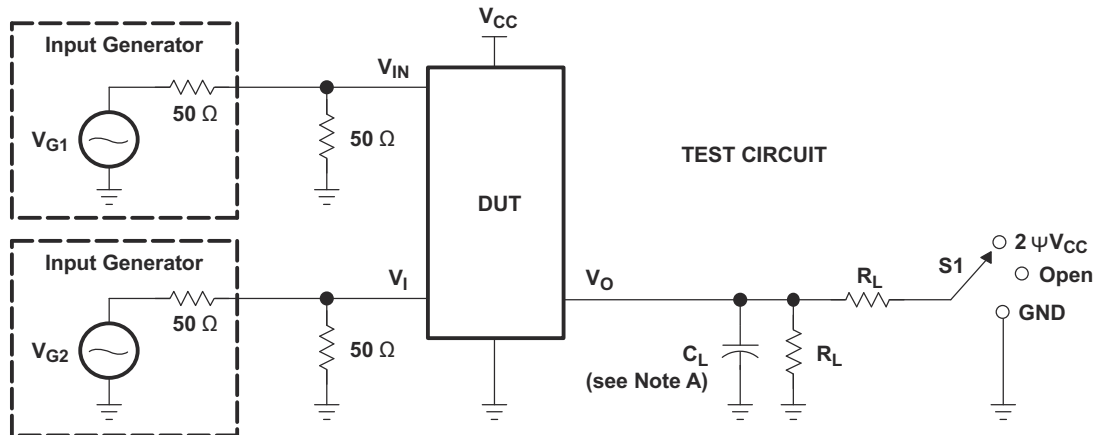 Input Generator
50 Ω
VG1
VIN
50 Ω
VCC
DUT
TEST CIRCUIT
Input Generator
50 Ω
VG2
VI
50 Ω
VO
CL
(see Note A)
RL
RL
S1
2 ΨVCC
Open
GND